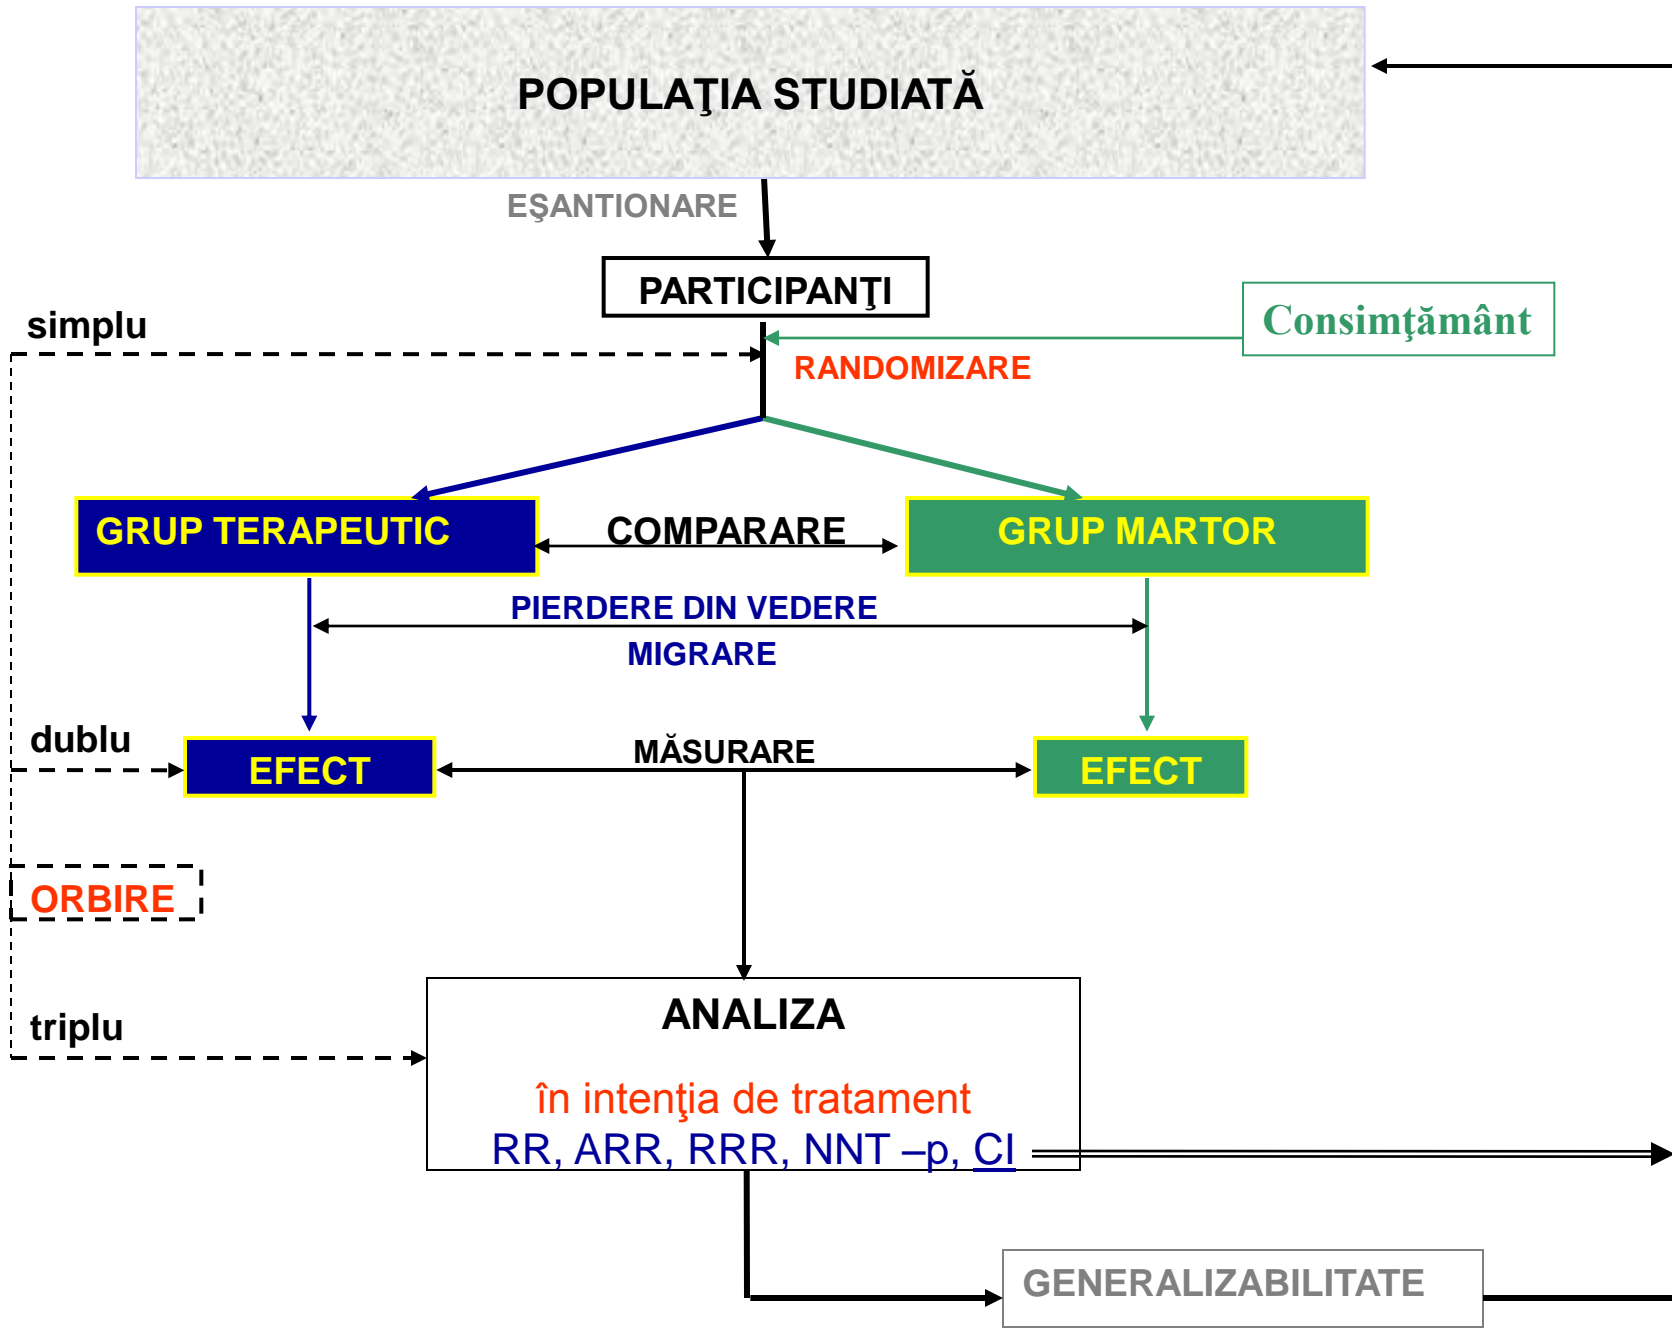 POPULAŢIA STUDIATĂ
EŞANTIONARE
PARTICIPANŢI
Consimţământ
simplu
RANDOMIZARE
GRUP TERAPEUTIC
COMPARARE
GRUP MARTOR
PIERDERE DIN VEDERE
MIGRARE
dublu
EFECT
MĂSURARE
EFECT
ORBIRE
triplu
ANALIZA
în intenţia de tratament
RR, ARR, RRR, NNT –p, CI
GENERALIZABILITATE